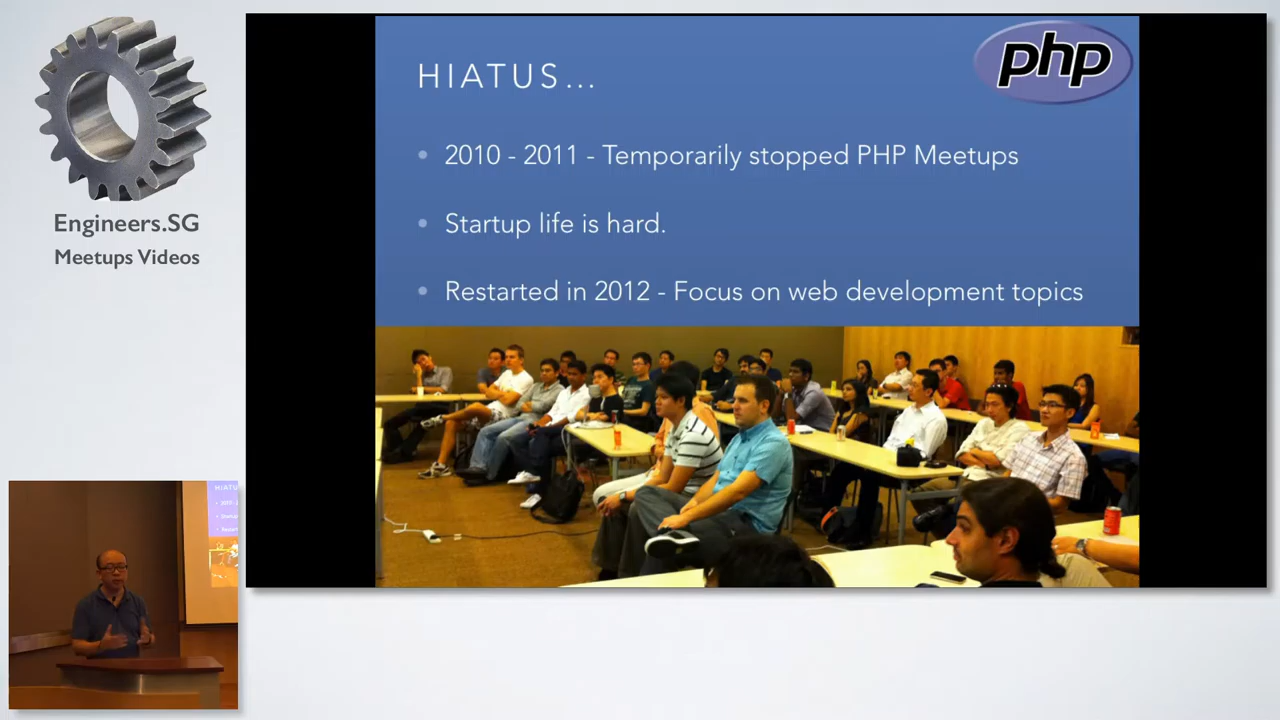 Engineers.SG
Meetups Videos
php
HIATUS...
• 2010 - 2011 - Temporarily stopped PHP Meetups
• Startup life is hard.
• Restarted in 2012 - Focus on web development topics
HIATU